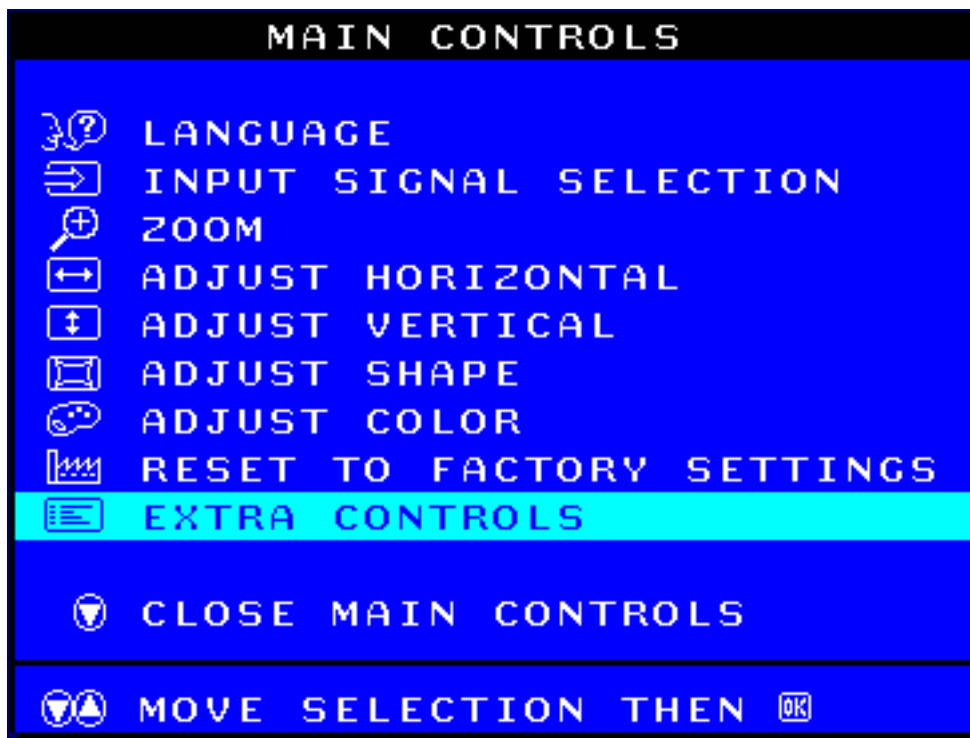 MAIN CONTROLS
LANGUAGE
INPUT SIGNAL SELECTION
ZOOM
ADJUST HORIZONTAL
ADJUST VERTICAL
ADJUST SHAPE
ADJUST COLOR
RESET TO FACTORY SETTINGS
EXTRA CONTROLS
CLOSE MAIN CONTROLS
MOVE SELECTION THEN OK